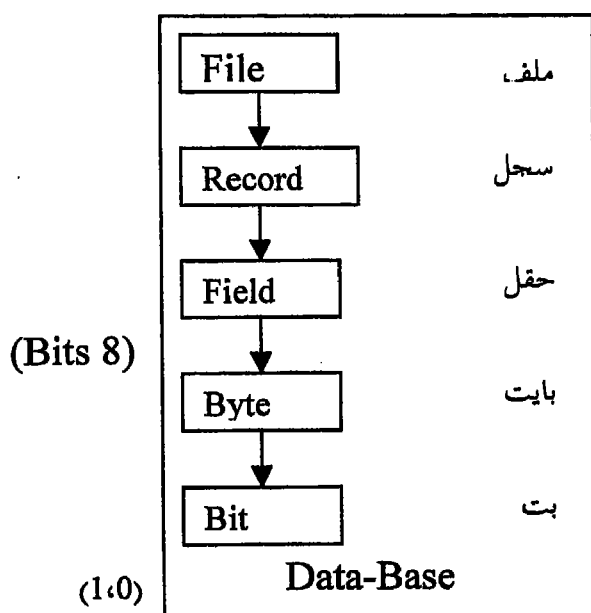 File ملف
Record سجل
Field حقل
(Bits 8)
Byte بايت
Bit بت
(1،0)
Data-Base